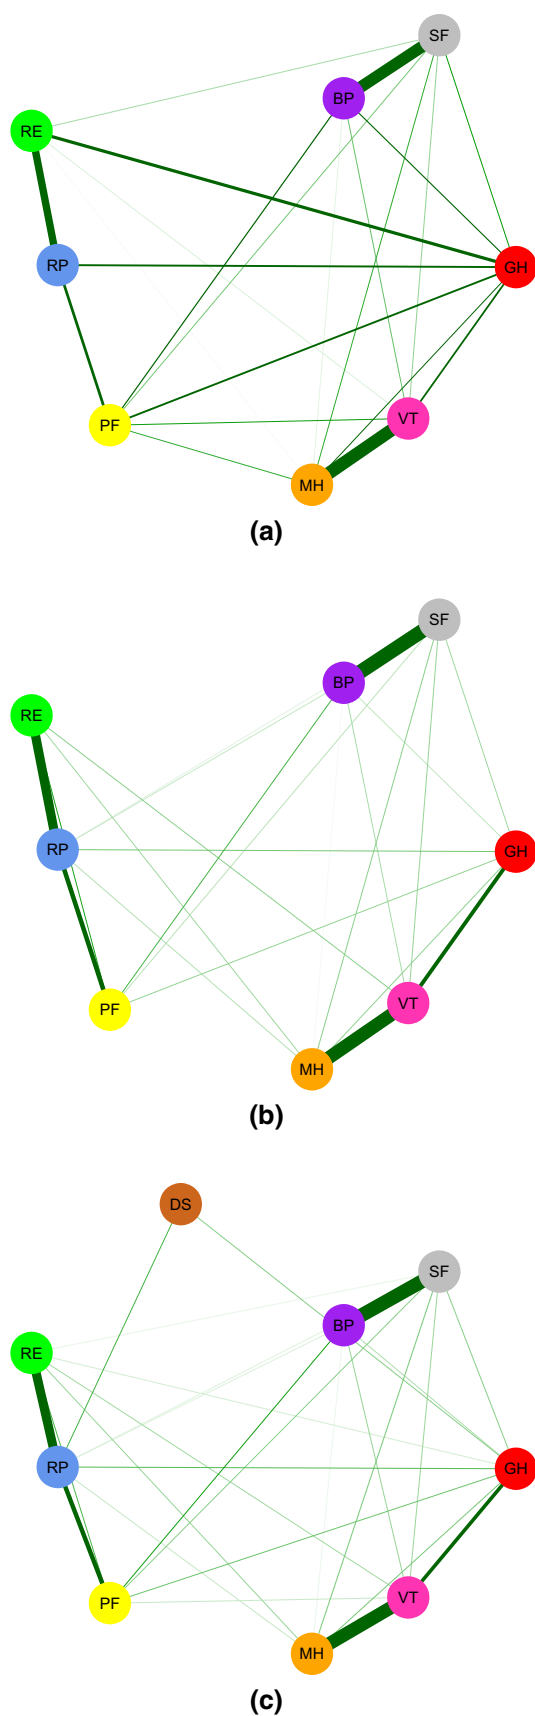 SF
BP
RE
RP
GH
PF
VT
MH
(a)
SF
BP
RE
RP
GH
VT
PF
MH
(b)
DS
SF
BP
RE
RP
GH
VT
PF
MH
(c)